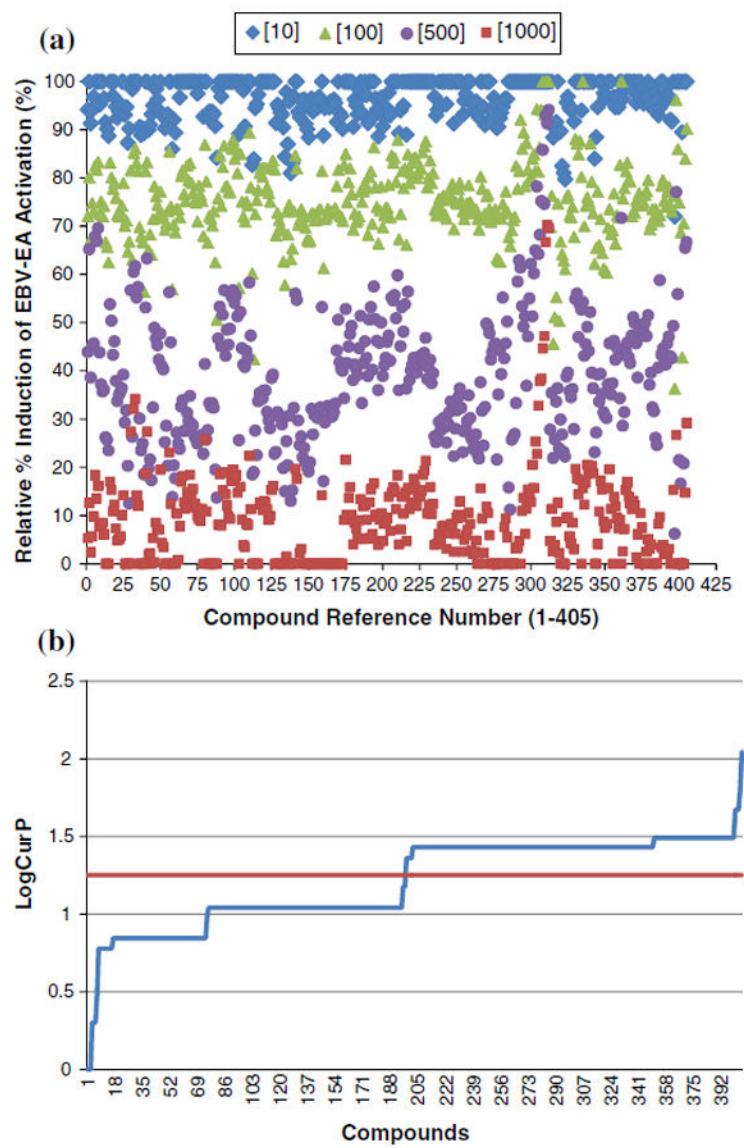 (a)
[10] [100] [500] [1000]
Relative % Induction of EBV-EA Activation (%)
100
90
80
70
60
50
40
30
20
10
0
0 25 50 75 100 125 150 175 200 225 250 275 300 325 350 375 400 425
Compound Reference Number (1-405)
(b)
LogCur P
2.5
2
1.5
1
0.5
0
1 18 35 52 69 86 103 120 137 154 171 188 205 222 239 256 273 290 307 324 341 358 375 392
Compounds